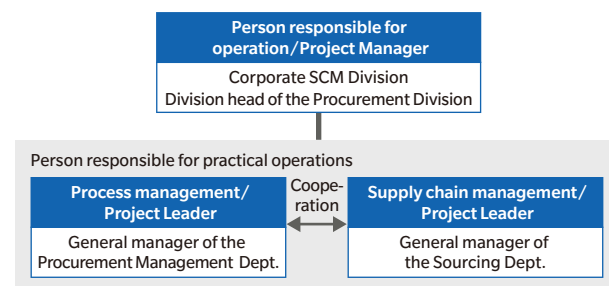 Person responsible for
operation/Project Manager
Corporate SCM Division
Division head of the Procurement Division
Person responsible for practical operations
Process management/
Project Leader
General manager of the
Procurement Management Dept.
Coope-
ration
Supply chain management/
Project Leader
General manager of
the Sourcing Dept.